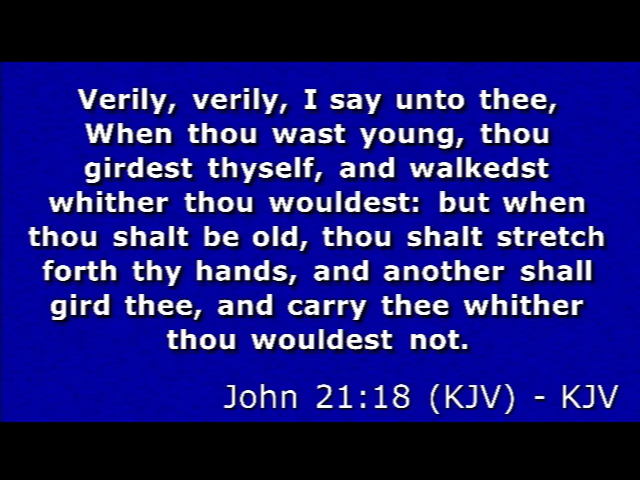 Verily, verily, I say unto thee,
When thou wast young, thou
girdest thyself, and walkedst
whither thou wouldest: but when
thou shalt be old, thou shalt stretch
forth thy hands, and another shall
gird thee, and carry thee whither
thou wouldest not.
John 21:18 (KJV) - KJV